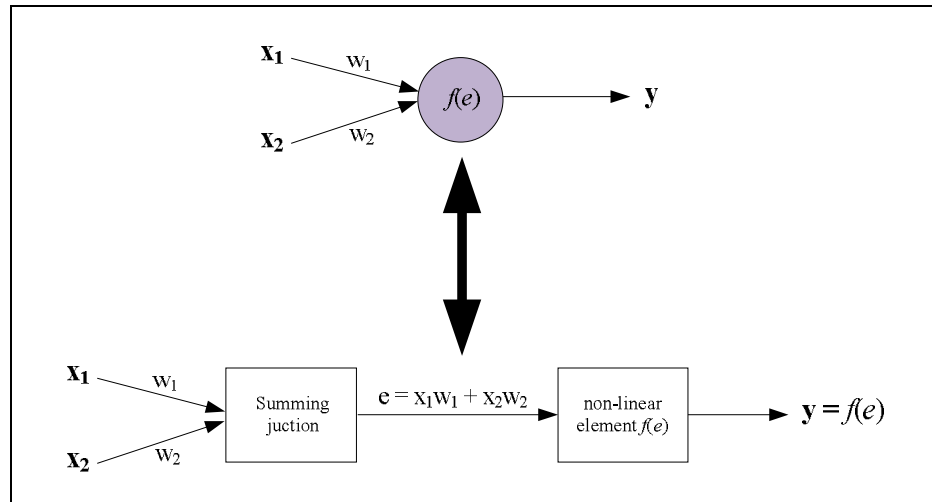 x₁
w₁
f(e)
y
x₂
w₂
x₁
w₁
Summing
juction
e = x₁w₁ + x₂w₂
non-linear
element f(e)
y = f(e)
x₂
w₂